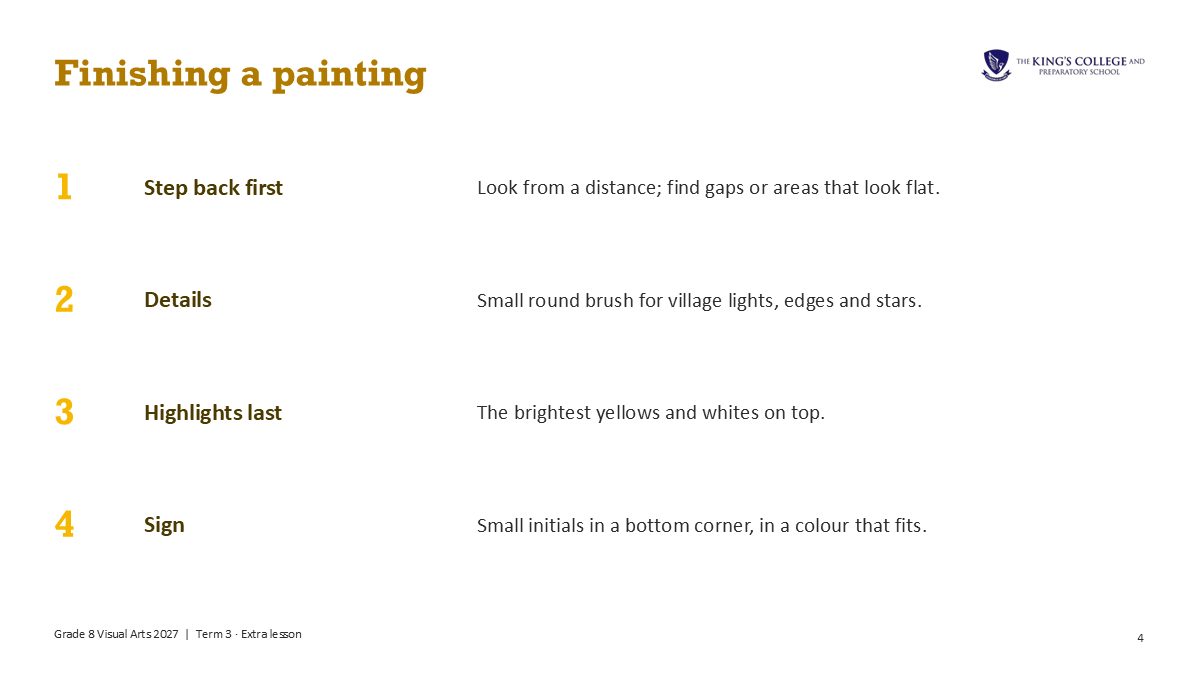 Finishing a painting
THE KING'S COLLEGE AND
PREPARATORY SCHOOL
1
Step back first
Look from a distance; find gaps or areas that look flat.
2
Details
Small round brush for village lights, edges and stars.
3
Highlights last
The brightest yellows and whites on top.
4
Sign
Small initials in a bottom corner, in a colour that fits.
Grade 8 Visual Arts 2027 | Term 3 · Extra lesson
4